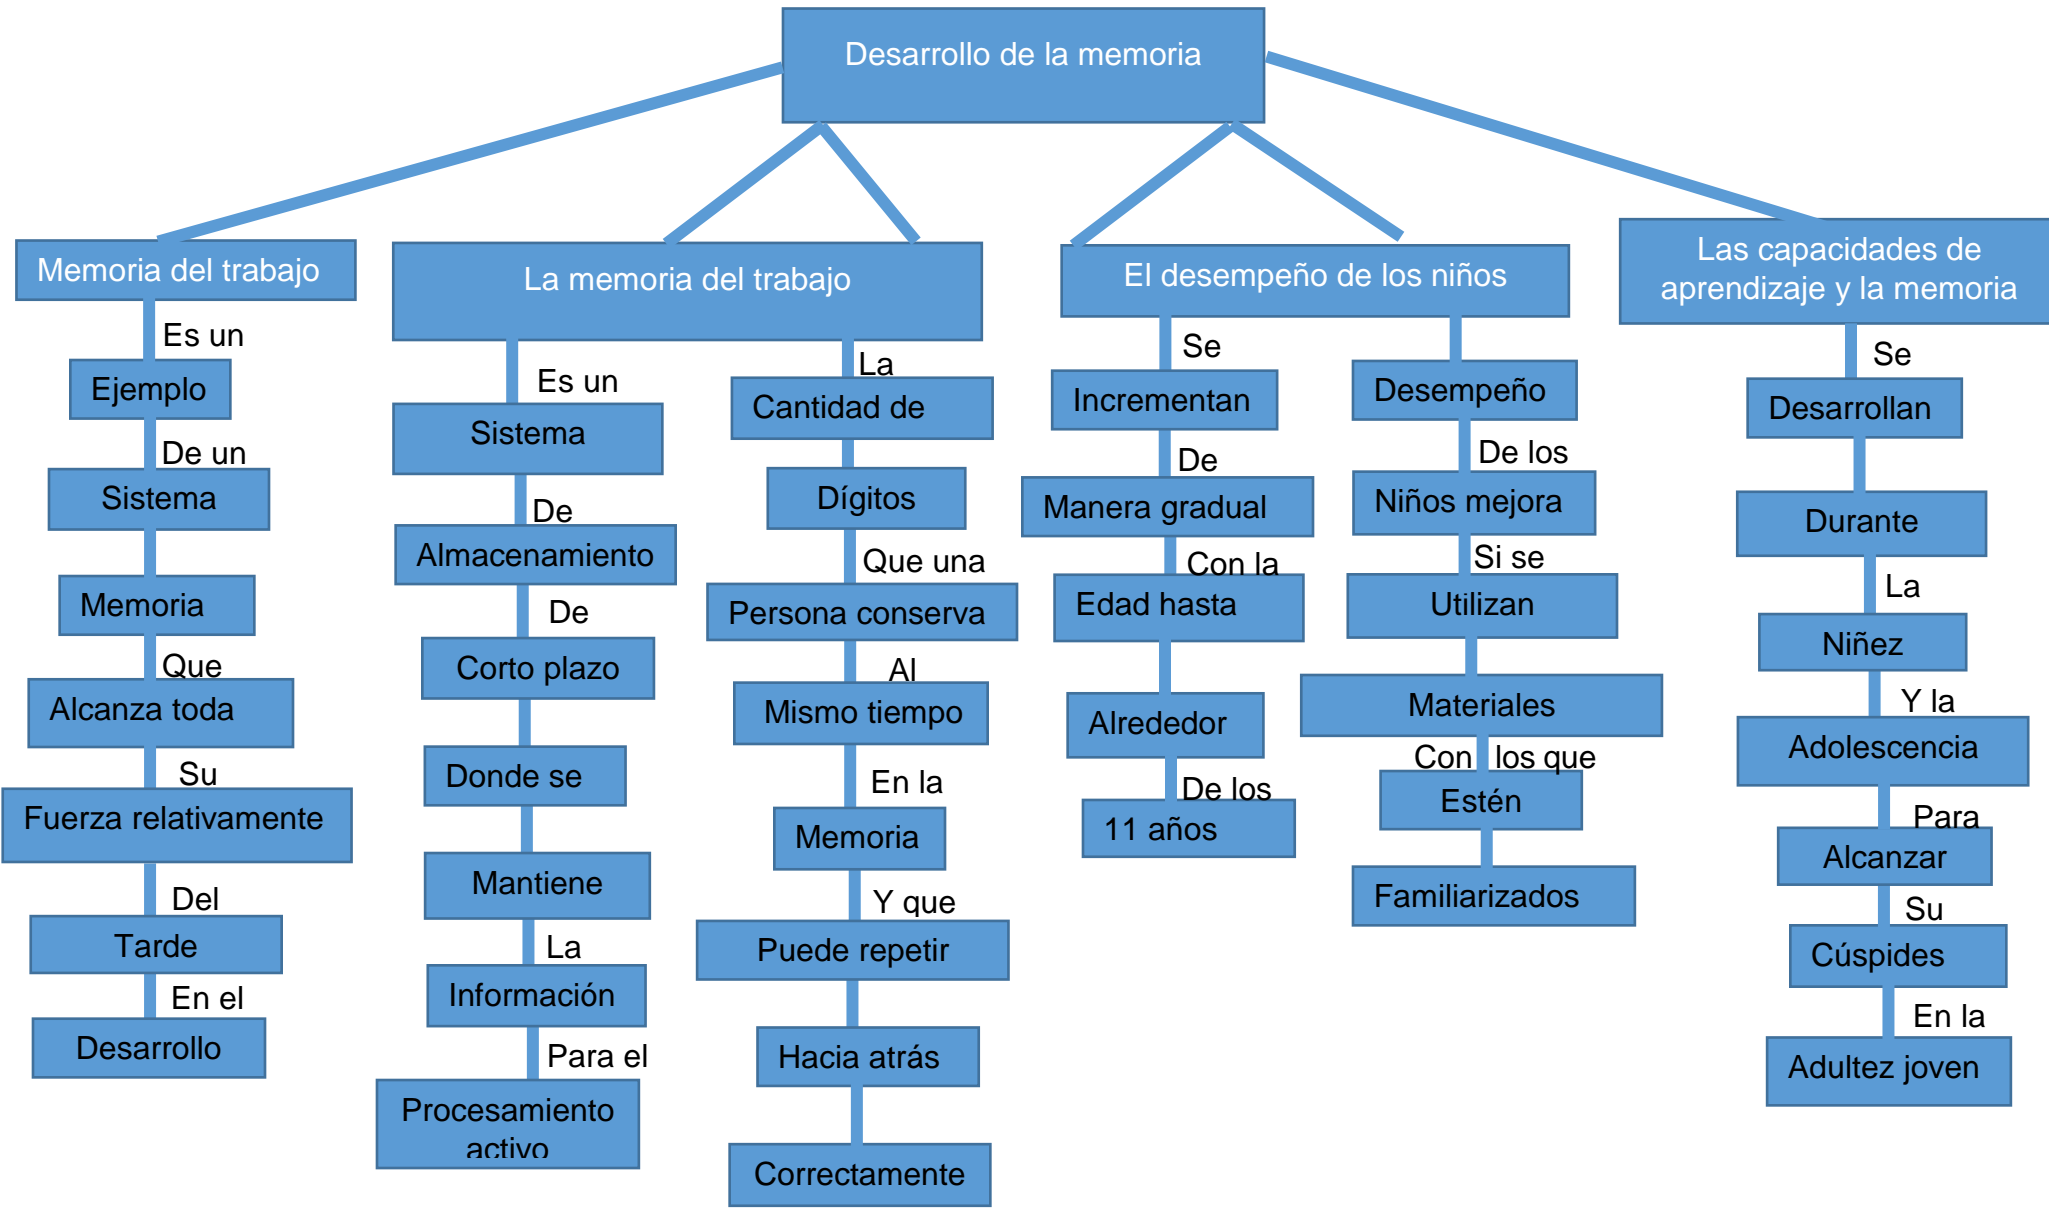 Desarrollo de la memoria
Memoria del trabajo
Es un
Ejemplo
De un
Sistema
Memoria
Que
Alcanza toda
Su
Fuerza relativamente
Del
Tarde
En el
Desarrollo
La memoria del trabajo
Es un
Sistema
De
Almacenamiento
De
Corto plazo
Donde se
Mantiene
La
Información
Para el
Procesamiento
activo
La
Cantidad de
Dígitos
Que una
Persona conserva
Al
Mismo tiempo
En la
Memoria
Y que
Puede repetir
Hacia atrás
Correctamente
El desempeño de los niños
Se
Incrementan
De
Manera gradual
Con la
Edad hasta
Alrededor
De los
11 años
Desempeño
De los
Niños mejora
Si se
Utilizan
Materiales
Con los que
Estén
Familiarizados
Las capacidades de
aprendizaje y la memoria
Se
Desarrollan
Durante
La
Niñez
Y la
Adolescencia
Para
Alcanzar
Su
Cúspides
En la
Adultez joven